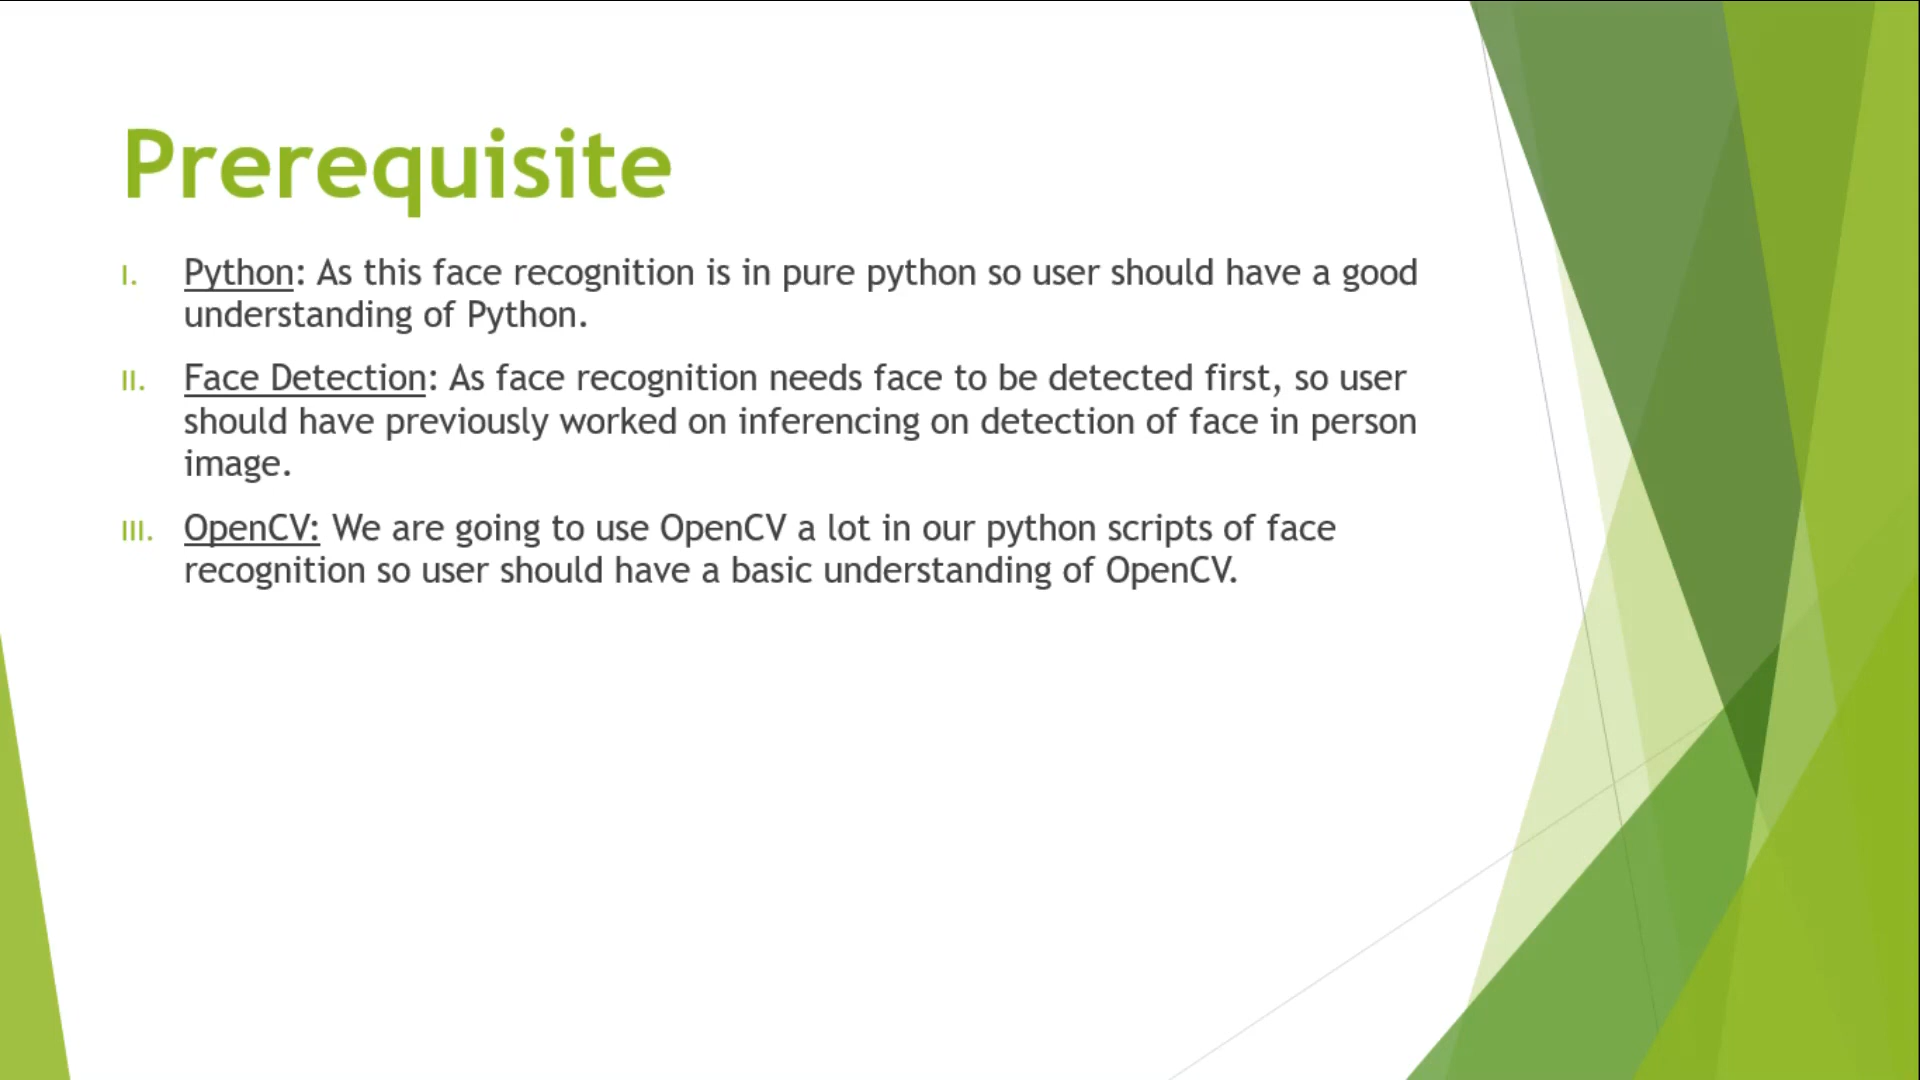 Prerequisite
I. Python: As this face recognition is in pure python so user should have a good
understanding of Python.
II. Face Detection: As face recognition needs face to be detected first, so user
should have previously worked on inferencing on detection of face in person
image.
III. OpenCV: We are going to use OpenCV a lot in our python scripts of face
recognition so user should have a basic understanding of OpenCV.